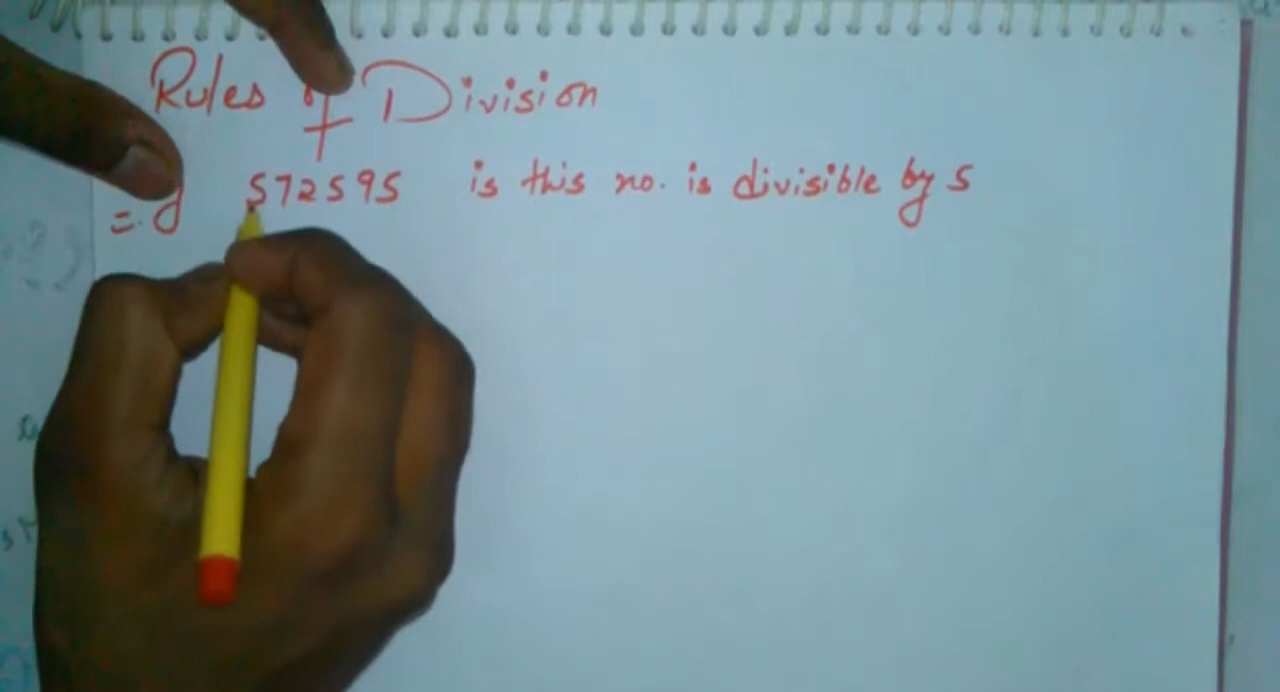 Rules of Division
=.g 572595 is this no. is divisible by 5